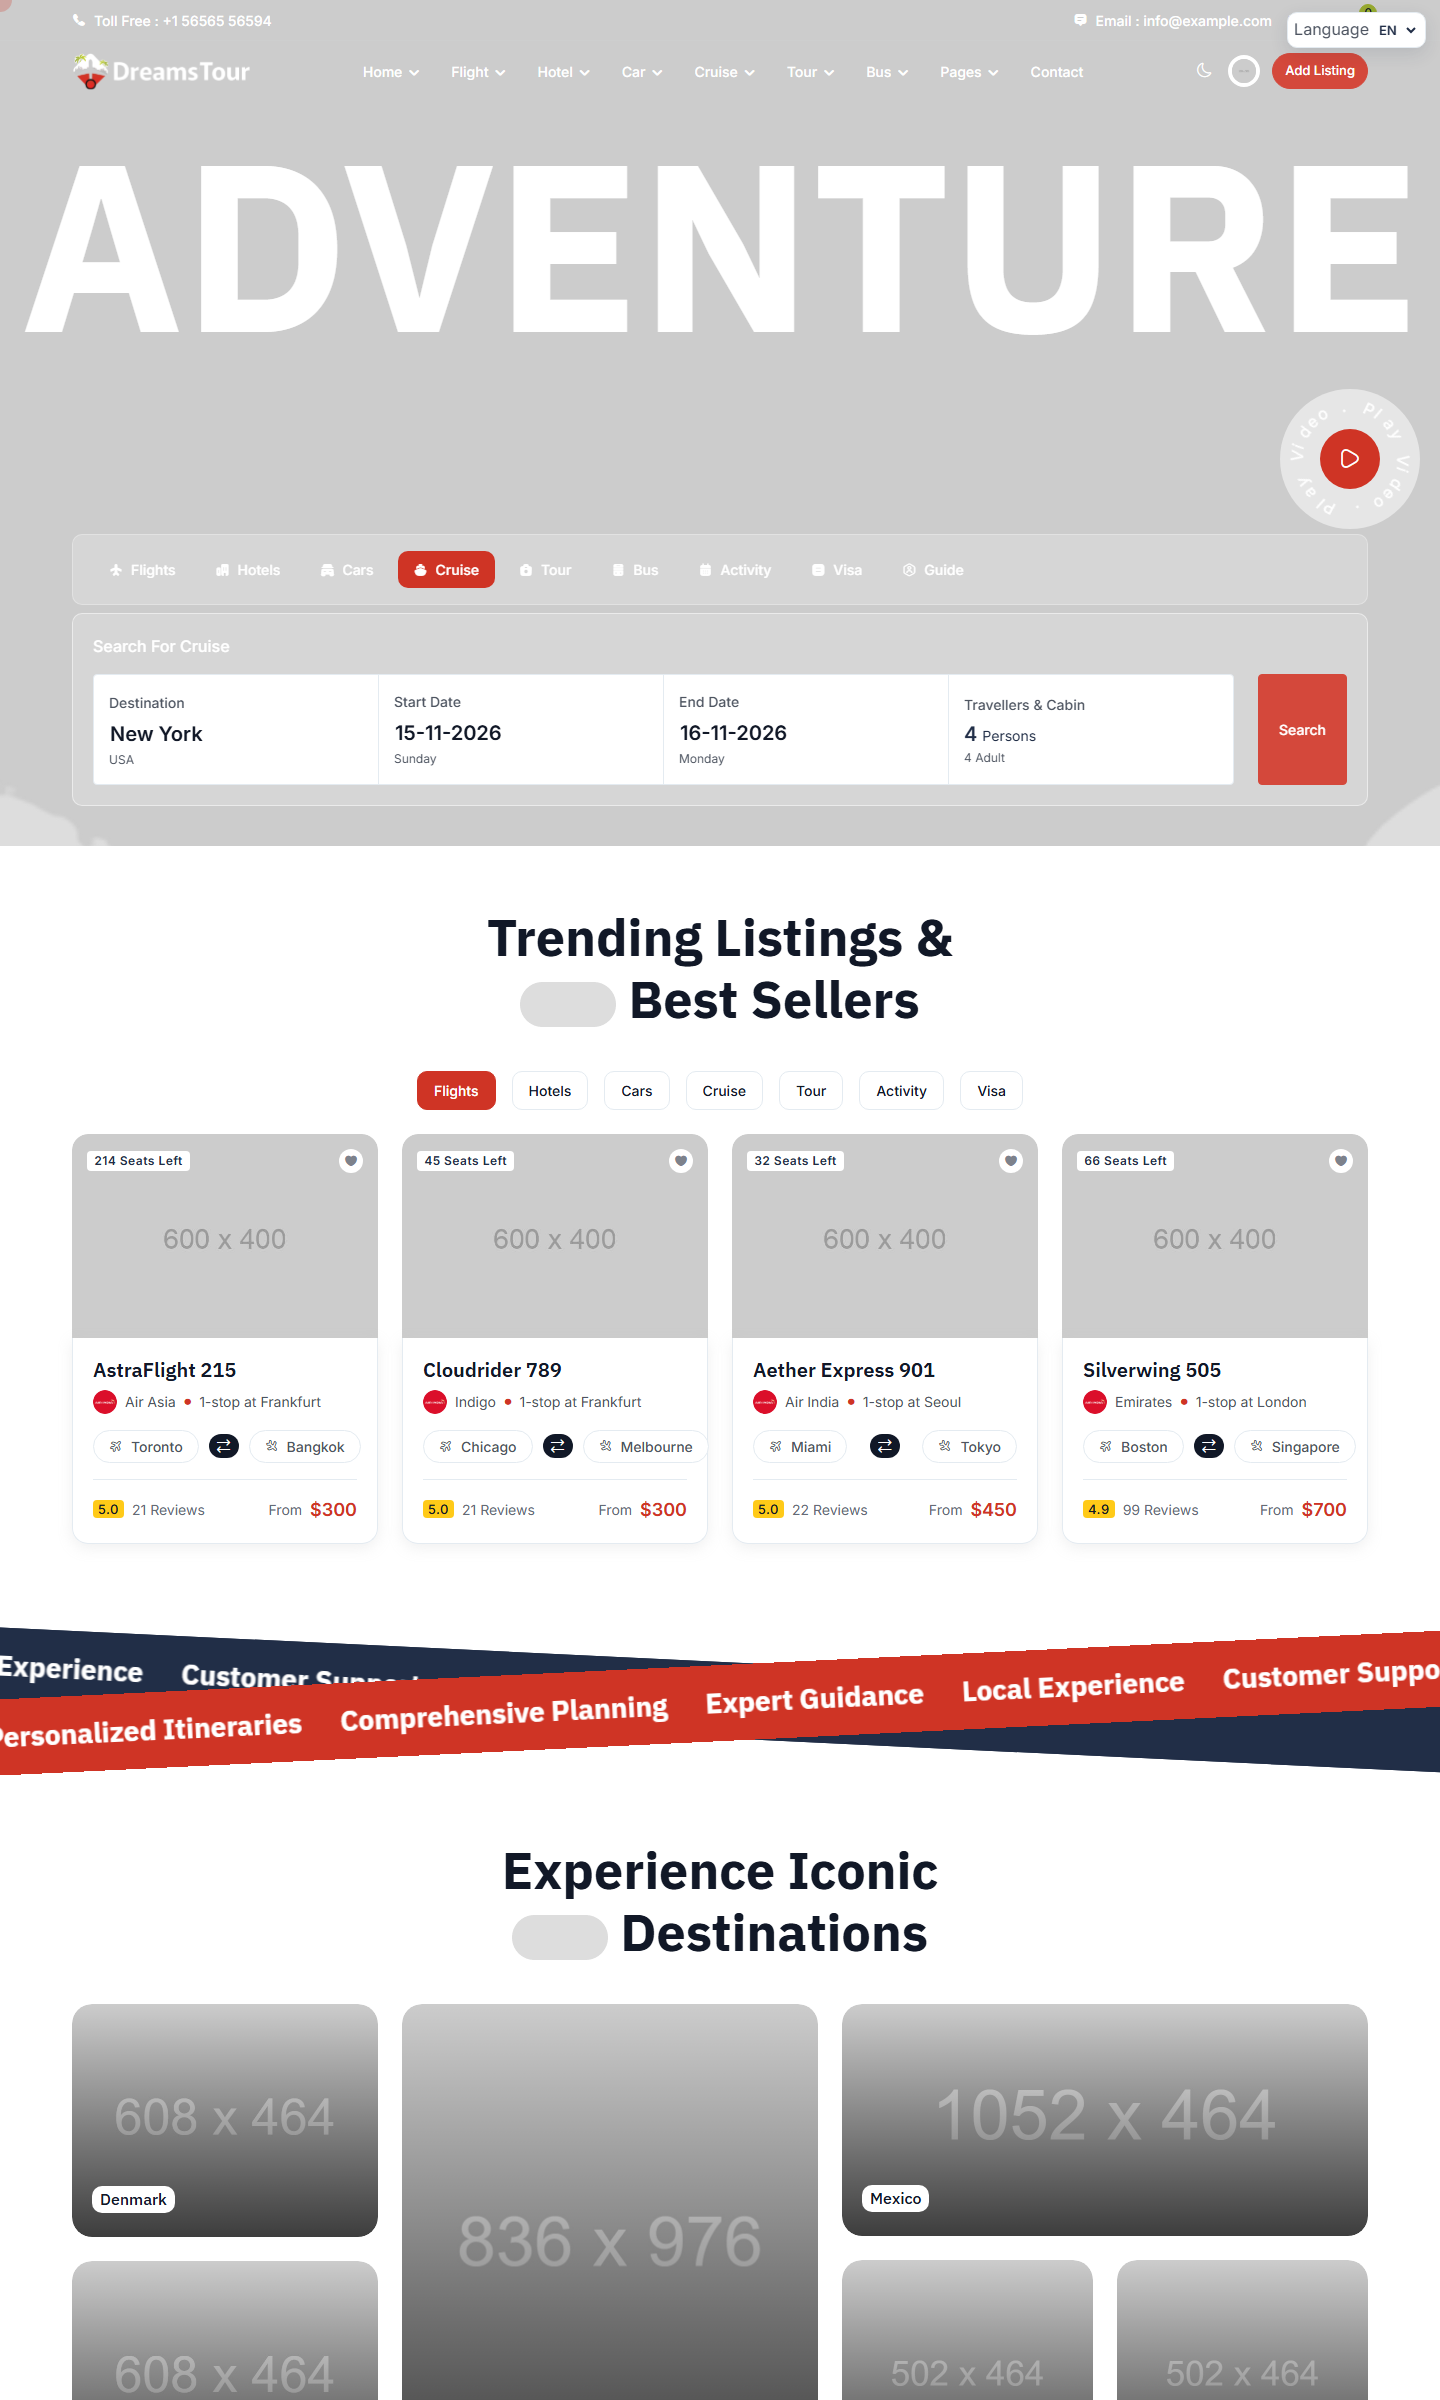 Toll Free : +1 56565 56594
Email : info@example.com
Language EN
DreamsTour
Home Flight Hotel Car Cruise Tour Bus Pages Contact
Add Listing
ADVENTURE
Play Video · Play Video ·
Flights Hotels Cars Cruise Tour Bus Activity Visa Guide
Search For Cruise
Destination Start Date End Date Travellers & Cabin
New York 15-11-2026 16-11-2026 4 Persons
USA Sunday Monday 4 Adult
Search
Trending Listings &
Best Sellers
Flights Hotels Cars Cruise Tour Activity Visa
214 Seats Left 45 Seats Left 32 Seats Left 66 Seats Left
600 x 400 600 x 400 600 x 400 600 x 400
AstraFlight 215 Cloudrider 789 Aether Express 901 Silverwing 505
Air Asia • 1-stop at Frankfurt Indigo • 1-stop at Frankfurt Air India • 1-stop at Seoul Emirates • 1-stop at London
Toronto Bangkok Chicago Melbourne Miami Tokyo Boston Singapore
5.0 21 Reviews From $300 5.0 21 Reviews From $300 5.0 22 Reviews From $450 4.9 99 Reviews From $700
Experience Customer Support
Personalized Itineraries Comprehensive Planning Expert Guidance Local Experience Customer Suppo
Experience Iconic
Destinations
608 x 464
1052 x 464
Denmark
Mexico
836 x 976
608 x 464
502 x 464
502 x 464